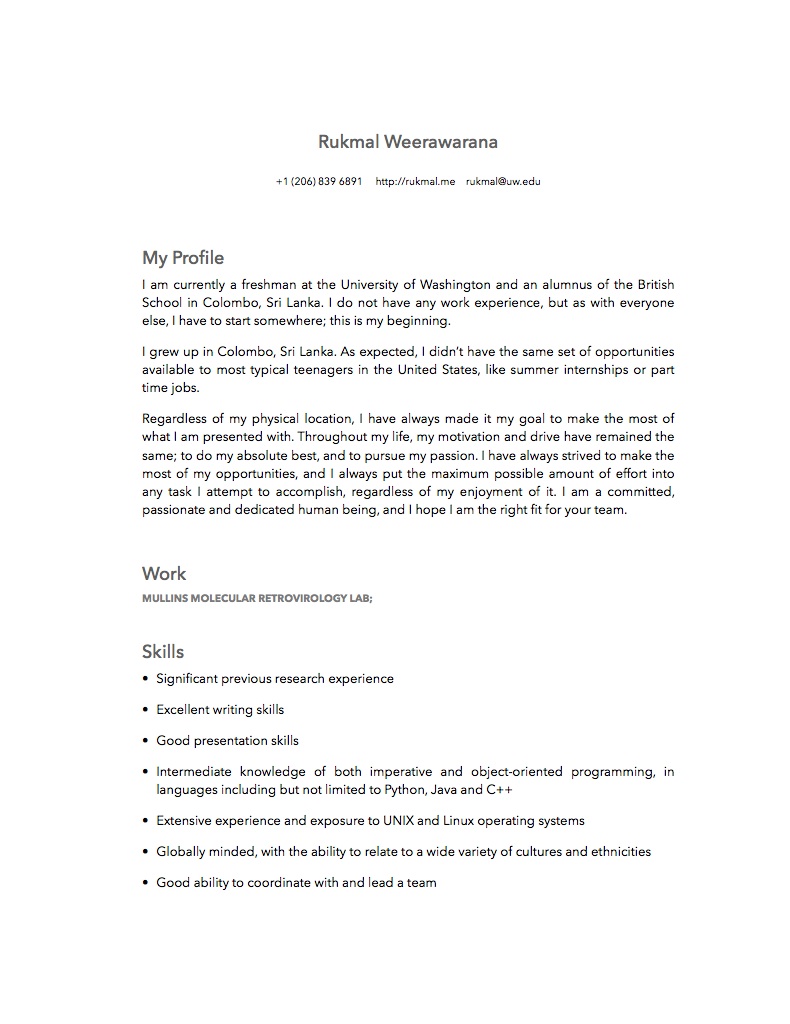 Rukmal Weerawarana
+1 (206) 839 6891 http://rukmal.me rukmal@uw.edu
My Profile
I am currently a freshman at the University of Washington and an alumnus of the British
School in Colombo, Sri Lanka. I do not have any work experience, but as with everyone
else, I have to start somewhere; this is my beginning.
I grew up in Colombo, Sri Lanka. As expected, I didn’t have the same set of opportunities
available to most typical teenagers in the United States, like summer internships or part
time jobs.
Regardless of my physical location, I have always made it my goal to make the most of
what I am presented with. Throughout my life, my motivation and drive have remained the
same; to do my absolute best, and to pursue my passion. I have always strived to make the
most of my opportunities, and I always put the maximum possible amount of effort into
any task I attempt to accomplish, regardless of my enjoyment of it. I am a committed,
passionate and dedicated human being, and I hope I am the right fit for your team.
Work
MULLINS MOLECULAR RETROVIROLOGY LAB;
Skills
• Significant previous research experience
• Excellent writing skills
• Good presentation skills
• Intermediate knowledge of both imperative and object-oriented programming, in
languages including but not limited to Python, Java and C++
• Extensive experience and exposure to UNIX and Linux operating systems
• Globally minded, with the ability to relate to a wide variety of cultures and ethnicities
• Good ability to coordinate with and lead a team